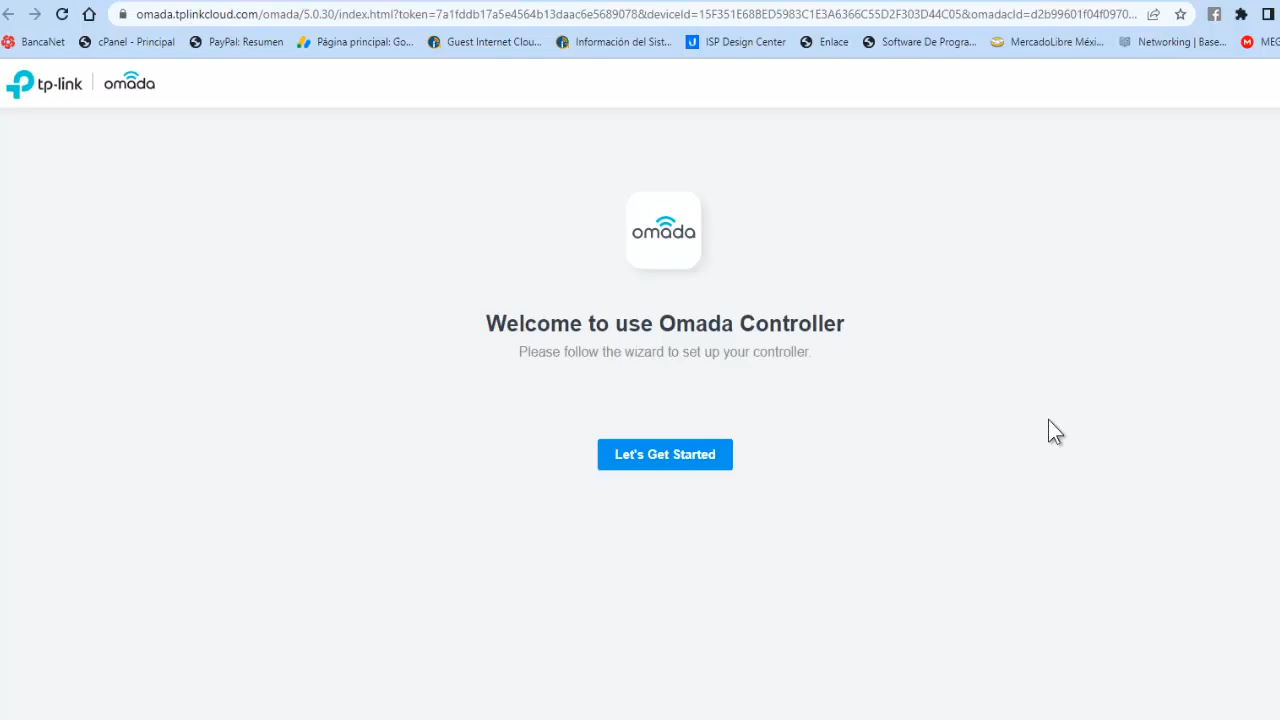 omada.tplinkcloud.com/omada/5.0.30/index.html?token=7a1fddb17a5e4564b13daac6e5689078&deviceId=15F351E68BED5983C1E3A6366C55D2F303D44C05&omadacId=d2b99601f04f0970...
BancaNet cPanel - Principal PayPal: Resumen Página principal: Go... Guest Internet Clou... Información del Sist... ISP Design Center Enlace Software De Progra... MercadoLibre Méxi... Networking | Base... MEG
tp-link | omada
omada
Welcome to use Omada Controller
Please follow the wizard to set up your controller.
Let's Get Started